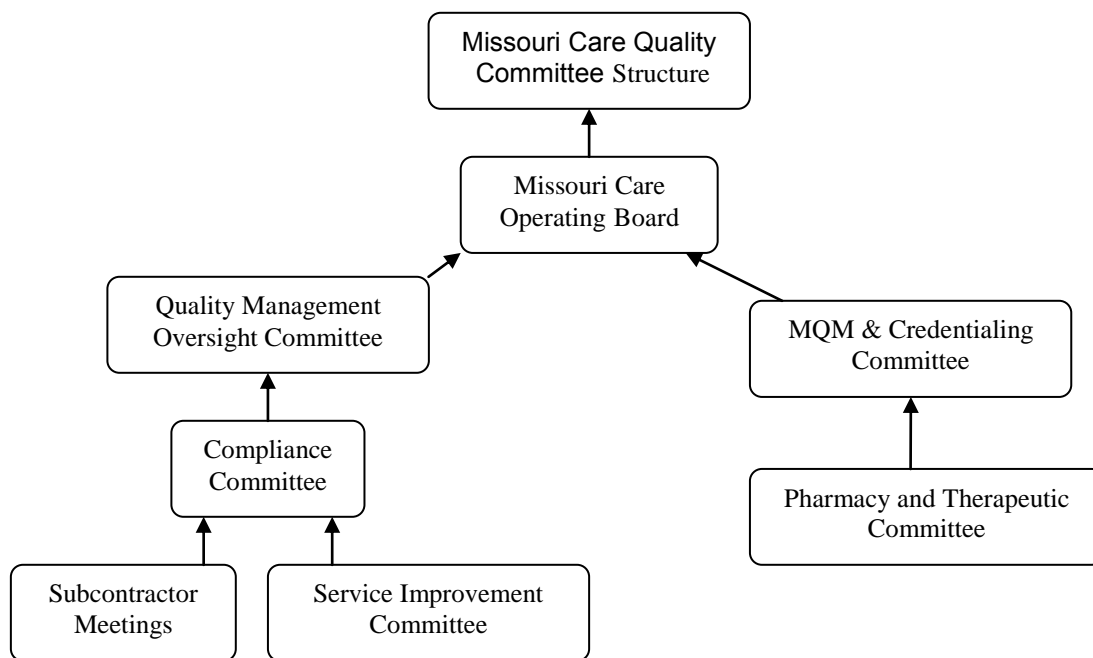 Missouri Care Quality
Committee Structure
Missouri Care
Operating Board
Quality Management
Oversight Committee
MQM & Credentialing
Committee
Compliance
Committee
Pharmacy and Therapeutic
Committee
Subcontractor
Meetings
Service Improvement
Committee